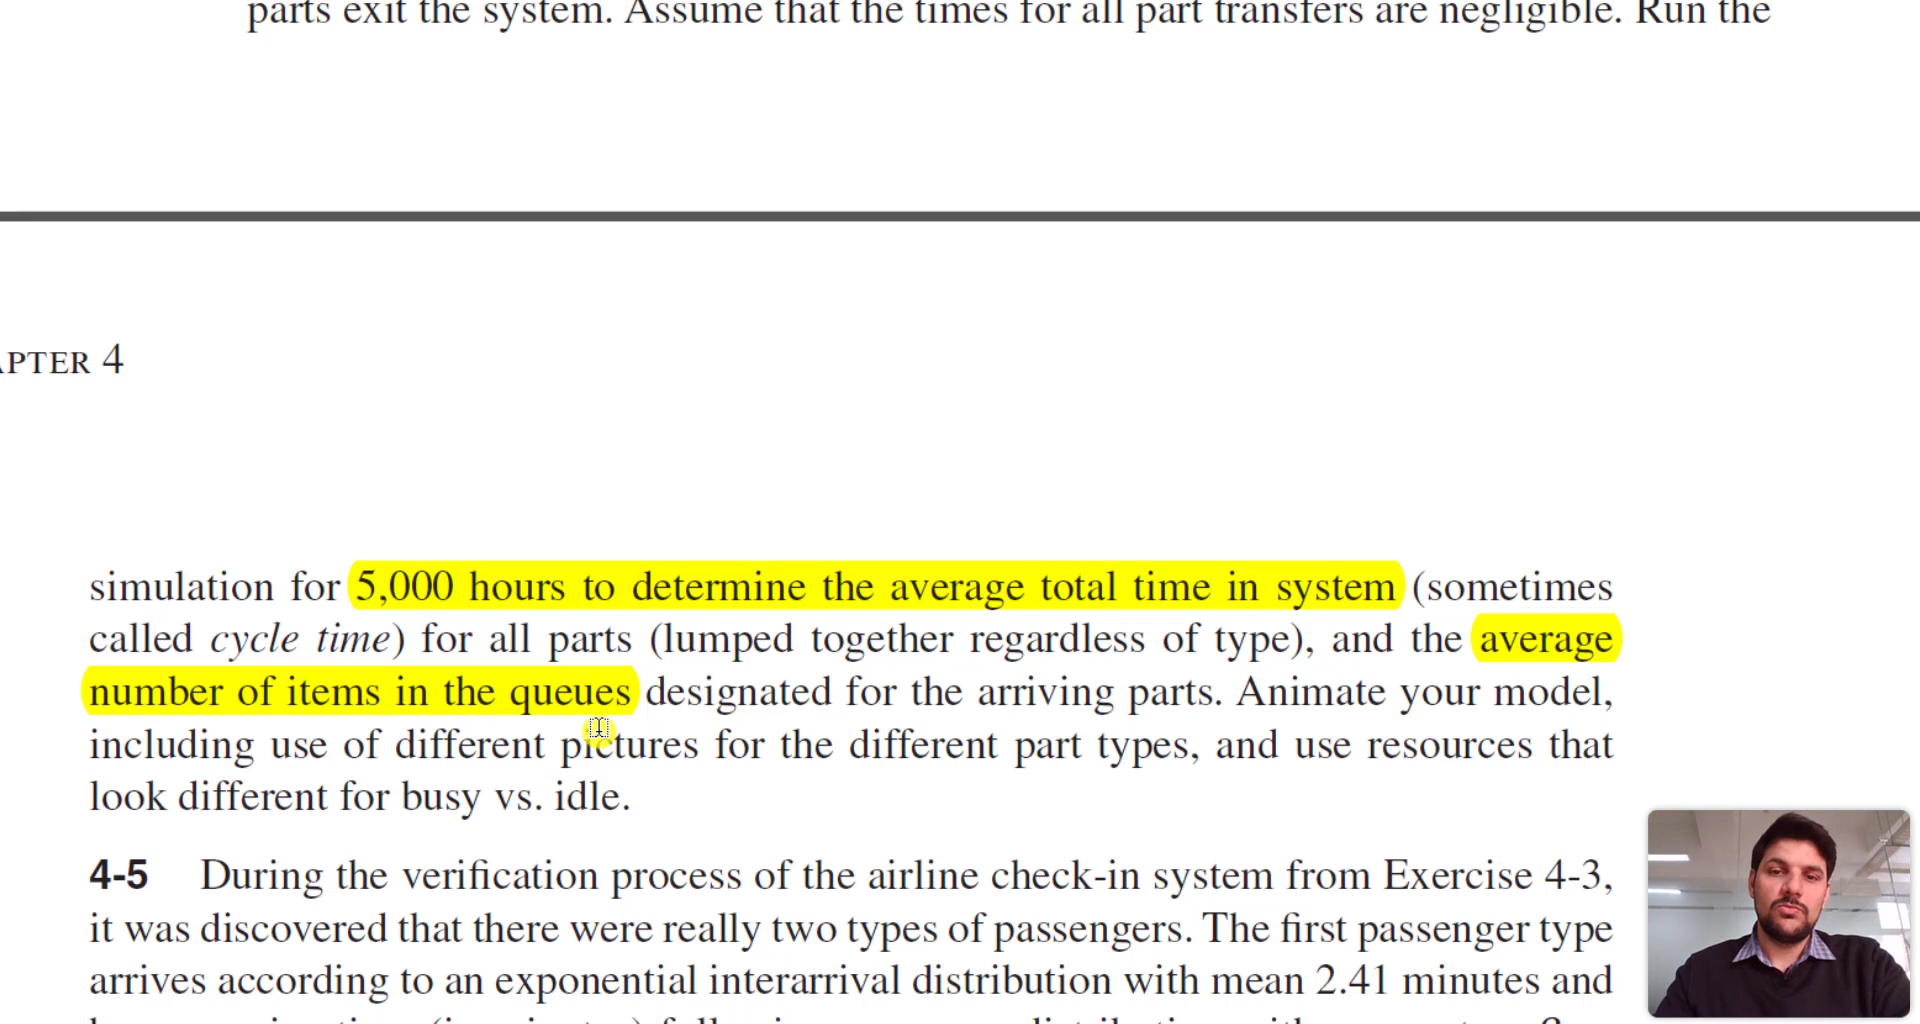 parts exit the system. Assume that the times for all part transfers are negligible. Run the
APTER 4
simulation for 5,000 hours to determine the average total time in system (sometimes
called cycle time) for all parts (lumped together regardless of type), and the average
number of items in the queues designated for the arriving parts. Animate your model,
including use of different pictures for the different part types, and use resources that
look different for busy vs. idle.
4-5 During the verification process of the airline check-in system from Exercise 4-3,
it was discovered that there were really two types of passengers. The first passenger type
arrives according to an exponential interarrival distribution with mean 2.41 minutes and